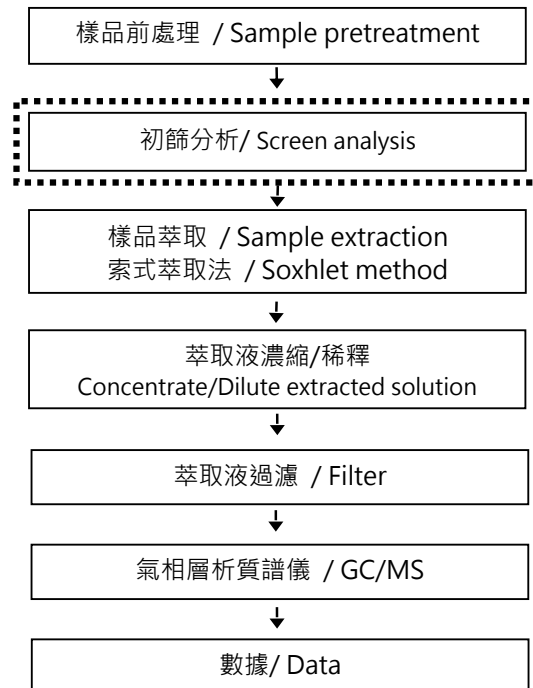 樣品前處理 / Sample pretreatment
初篩分析/ Screen analysis
樣品萃取 / Sample extraction
索式萃取法 / Soxhlet method
萃取液濃縮/稀釋
Concentrate/Dilute extracted solution
萃取液過濾 / Filter
氣相層析質譜儀 / GC/MS
數據/ Data